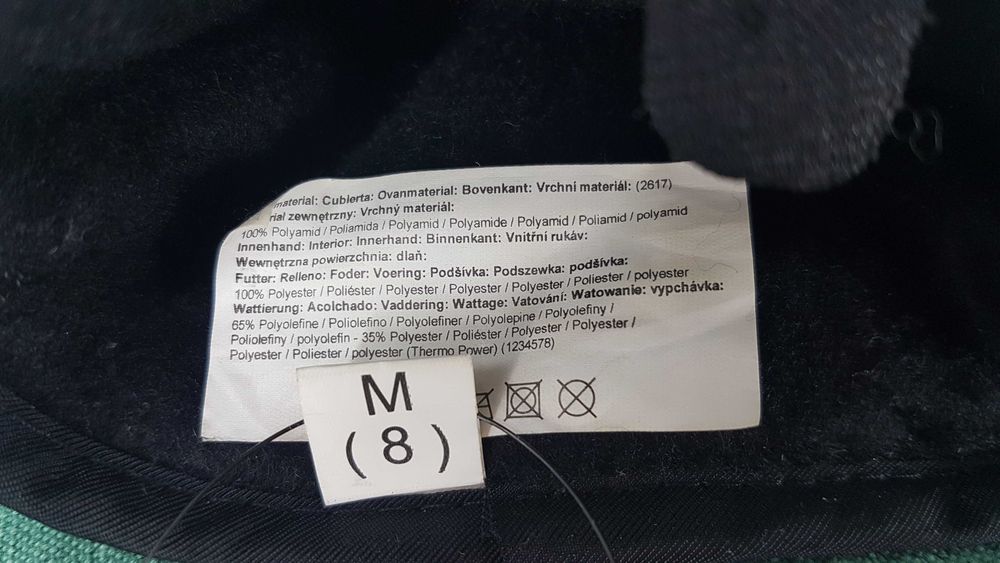 material: Cubierta: Ovanmaterial: Bovenkant: Vrchní materiál: (2617)
rial zewnętrzny: Vrchný materiál:
100% Polyamid / Poliamida / Polyamid / Polyamide / Polyamid / Poliamid / polyamid
Innenhand: Interior: Innerhand: Binnenkant: Vnitřní rukáv:
Wewnętrzna powierzchnia: dlaň:
Futter: Relleno: Foder: Voering: Podšívka: Podszewka: podšívka:
100% Polyester / Poliéster / Polyester / Polyester / Polyester / Poliester / polyester
Wattierung: Acolchado: Vaddering: Wattage: Vatování: Watowanie: vypchávka:
65% Polyolefine / Poliolefino / Polyolefiner / Polyolepine / Polyolefiny /
Poliolefiny / polyolefin - 35% Polyester / Poliéster / Polyester / Polyester /
Polyester / Poliester / polyester (Thermo Power) (1234578)
M
(8)